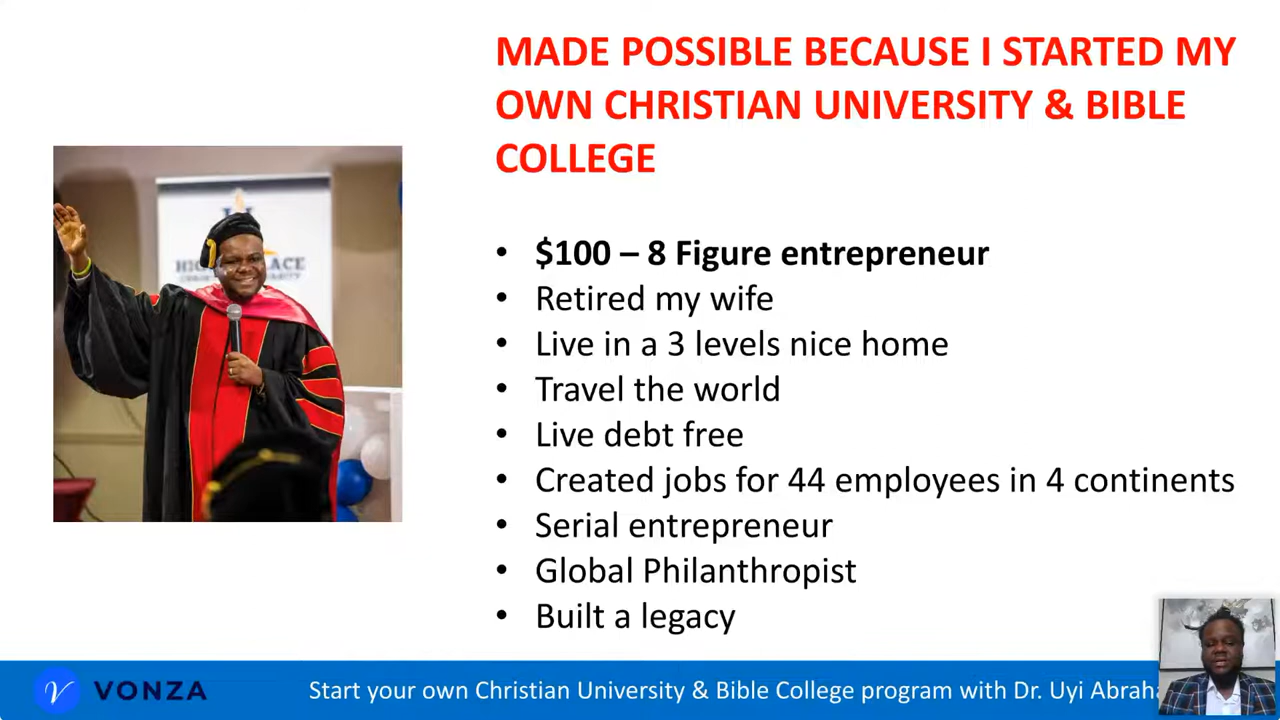 MADE POSSIBLE BECAUSE I STARTED MY
OWN CHRISTIAN UNIVERSITY & BIBLE
COLLEGE
• $100 – 8 Figure entrepreneur
• Retired my wife
• Live in a 3 levels nice home
• Travel the world
• Live debt free
• Created jobs for 44 employees in 4 continents
• Serial entrepreneur
• Global Philanthropist
• Built a legacy
VONZA
Start your own Christian University & Bible College program with Dr. Uyi Abraha